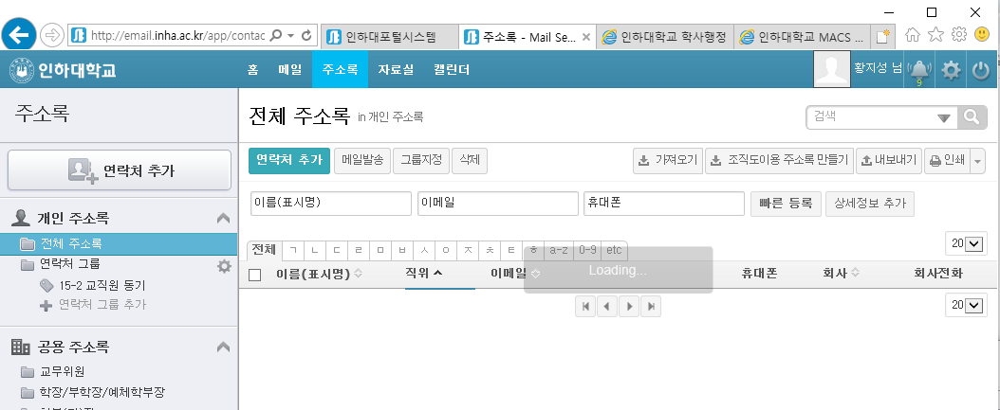 http://email.inha.ac.kr/app/contac
인하대포털시스템
주소록 - Mail Se...
인하대학교 학사행정
인하대학교 MACS ...
인하대학교
홈 메일 주소록 자료실 캘린더
황지성 님
9
주소록
전체 주소록 in 개인 주소록
검색
연락처 추가
연락처 추가 메일발송 그룹지정 삭제
가져오기 조직도이용 주소록 만들기 내보내기 인쇄
이름(표시명) 이메일 휴대폰 빠른 등록 상세정보 추가
개인 주소록
전체 주소록
연락처 그룹
15-2 교직원 동기
연락처 그룹 추가
20
전체 ㄱ ㄴ ㄷ ㄹ ㅁ ㅂ ㅅ ㅇ ㅈ ㅊ ㅌ ㅎ a-z 0-9 etc
Loading...
이름(표시명) 직위 이메일 휴대폰 회사 회사전화
20
공용 주소록
교무위원
학장/부학장/예체학부장